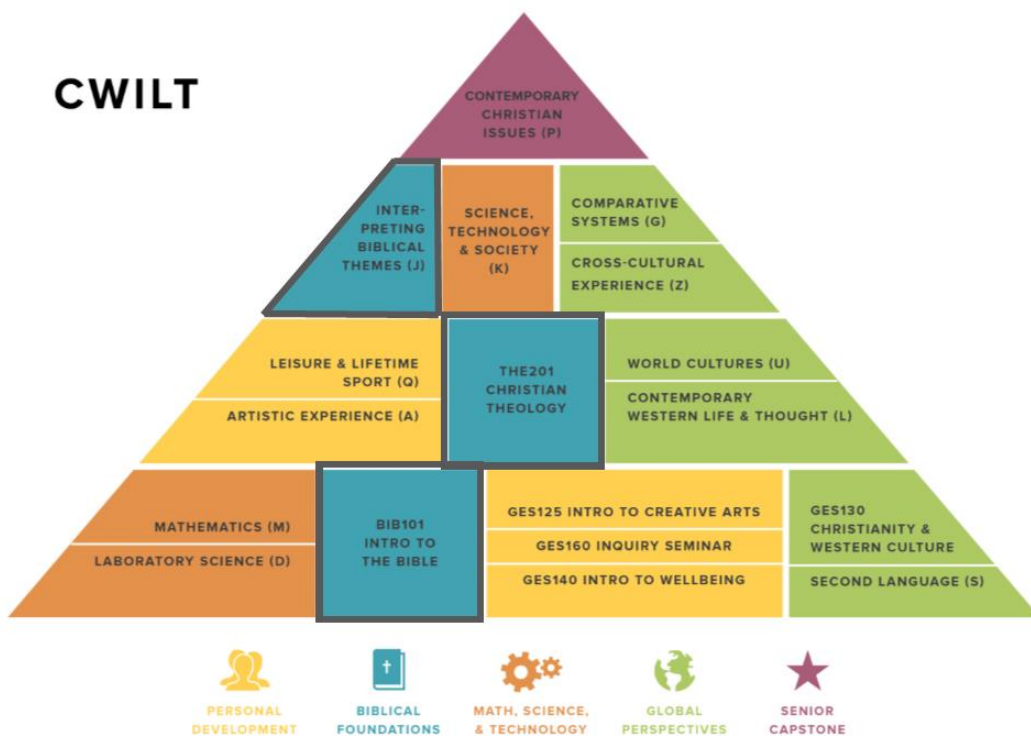 CWILT
CONTEMPORARY
CHRISTIAN
ISSUES (P)
INTER-
PRETING
BIBLICAL
THEMES (J)
SCIENCE,
TECHNOLOGY
& SOCIETY
(K)
COMPARATIVE
SYSTEMS (G)
CROSS-CULTURAL
EXPERIENCE (Z)
LEISURE & LIFETIME
SPORT (Q)
ARTISTIC EXPERIENCE (A)
THE201
CHRISTIAN
THEOLOGY
WORLD CULTURES (U)
CONTEMPORARY
WESTERN LIFE & THOUGHT (L)
MATHEMATICS (M)
LABORATORY SCIENCE (D)
BIB101
INTRO TO
THE BIBLE
GES125 INTRO TO CREATIVE ARTS
GES160 INQUIRY SEMINAR
GES140 INTRO TO WELLBEING
GES130
CHRISTIANITY &
WESTERN CULTURE
SECOND LANGUAGE (S)
PERSONAL
DEVELOPMENT
BIBLICAL
FOUNDATIONS
MATH, SCIENCE,
& TECHNOLOGY
GLOBAL
PERSPECTIVES
SENIOR
CAPSTONE